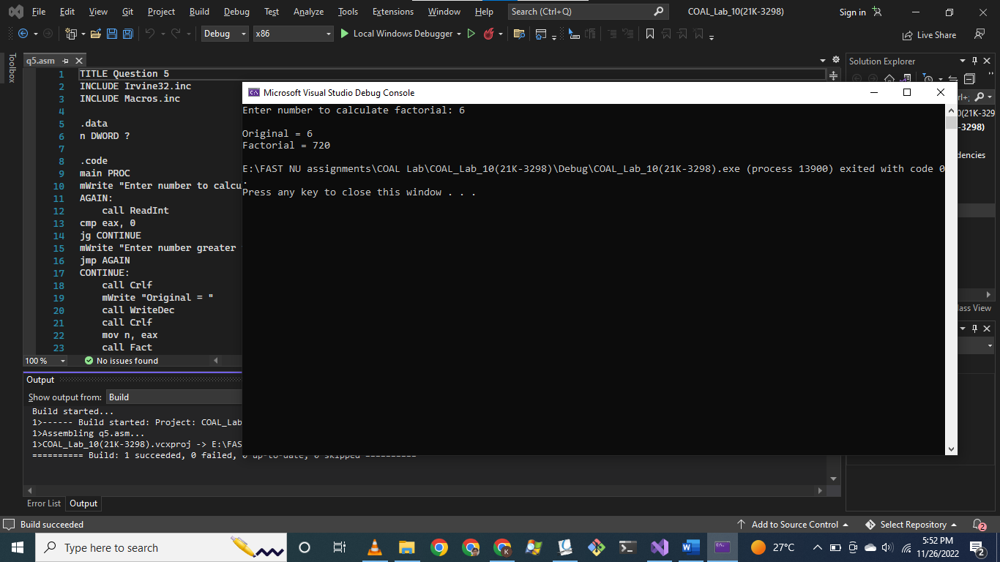 File Edit View Git Project Build Debug Test Analyze Tools Extensions Window Help Search (Ctrl+Q) COAL_Lab_10(21K-3298) Sign in
Debug x86 Local Windows Debugger Live Share
Toolbox
q5.asm
Solution Explorer
1 TITLE Question 5
2 INCLUDE Irvine32.inc
3 INCLUDE Macros.inc
4
5 .data
6 n DWORD ?
7
8 .code
9 main PROC
10 mWrite "Enter number to calcu
11 AGAIN:
12 call ReadInt
13 cmp eax, 0
14 jg CONTINUE
15 mWrite "Enter number greater
16 jmp AGAIN
17 CONTINUE:
18 call Crlf
19 mWrite "Original = "
20 call WriteDec
21 call Crlf
22 mov n, eax
23 call Fact
100 % No issues found
Microsoft Visual Studio Debug Console
Enter number to calculate factorial: 6
Original = 6
Factorial = 720
E:\FAST NU assignments\COAL Lab\COAL_Lab_10(21K-3298)\Debug\COAL_Lab_10(21K-3298).exe (process 13900) exited with code 0
.
Press any key to close this window . . .
rl+;
0(21K-329
-3298)
dencies
lass View
Output
Show output from: Build
Build started...
1>------ Build started: Project: COAL_Lab
1>Assembling q5.asm...
1>COAL_Lab_10(21K-3298).vcxproj -> E:\FAS
========== Build: 1 succeeded, 0 failed, 0 up-to-date, 0 skipped ==========
Error List Output
Build succeeded Add to Source Control Select Repository 2
Type here to search 27°C 5:52 PM
11/26/2022 2